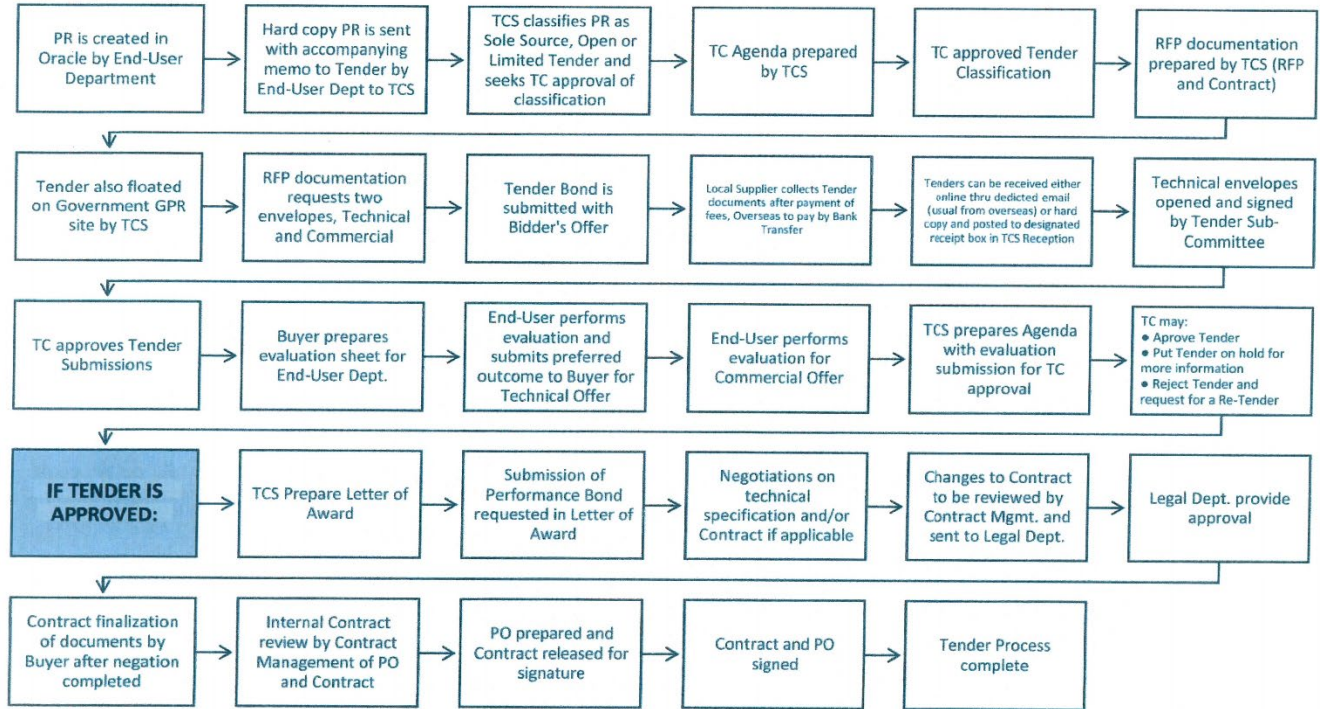 PR is created in
Oracle by End-User
Department
Hard copy PR is sent
with accompanying
memo to Tender by
End-User Dept to TCS
TCS classifies PR as
Sole Source, Open or
Limited Tender and
seeks TC approval of
classification
TC Agenda prepared
by TCS
TC approved Tender
Classification
RFP documentation
prepared by TCS (RFP
and Contract)
Tender also floated
on Government GPR
site by TCS
RFP documentation
requests two
envelopes, Technical
and Commercial
Tender Bond is
submitted with
Bidder's Offer
Local Supplier collects Tender
documents after payment of
fees, Overseas to pay by Bank
Transfer
Tenders can be received either
online thru dedicted email
(usual from overseas) or hard
copy and posted to designated
receipt box in TCS Reception
Technical envelopes
opened and signed
by Tender Sub-
Committee
TC approves Tender
Submissions
Buyer prepares
evaluation sheet for
End-User Dept.
End-User performs
evaluation and
submits preferred
outcome to Buyer for
Technical Offer
End-User performs
evaluation for
Commercial Offer
TCS prepares Agenda
with evaluation
submission for TC
approval
TC may:
● Aprove Tender
● Put Tender on hold for
more information
● Reject Tender and
request for a Re-Tender
IF TENDER IS
APPROVED:
TCS Prepare Letter of
Award
Submission of
Performance Bond
requested in Letter of
Award
Negotiations on
technical
specification and/or
Contract if applicable
Changes to Contract
to be reviewed by
Contract Mgmt. and
sent to Legal Dept.
Legal Dept. provide
approval
Contract finalization
of documents by
Buyer after negation
completed
Internal Contract
review by Contract
Management of PO
and Contract
PO prepared and
Contract released for
signature
Contract and PO
signed
Tender Process
complete